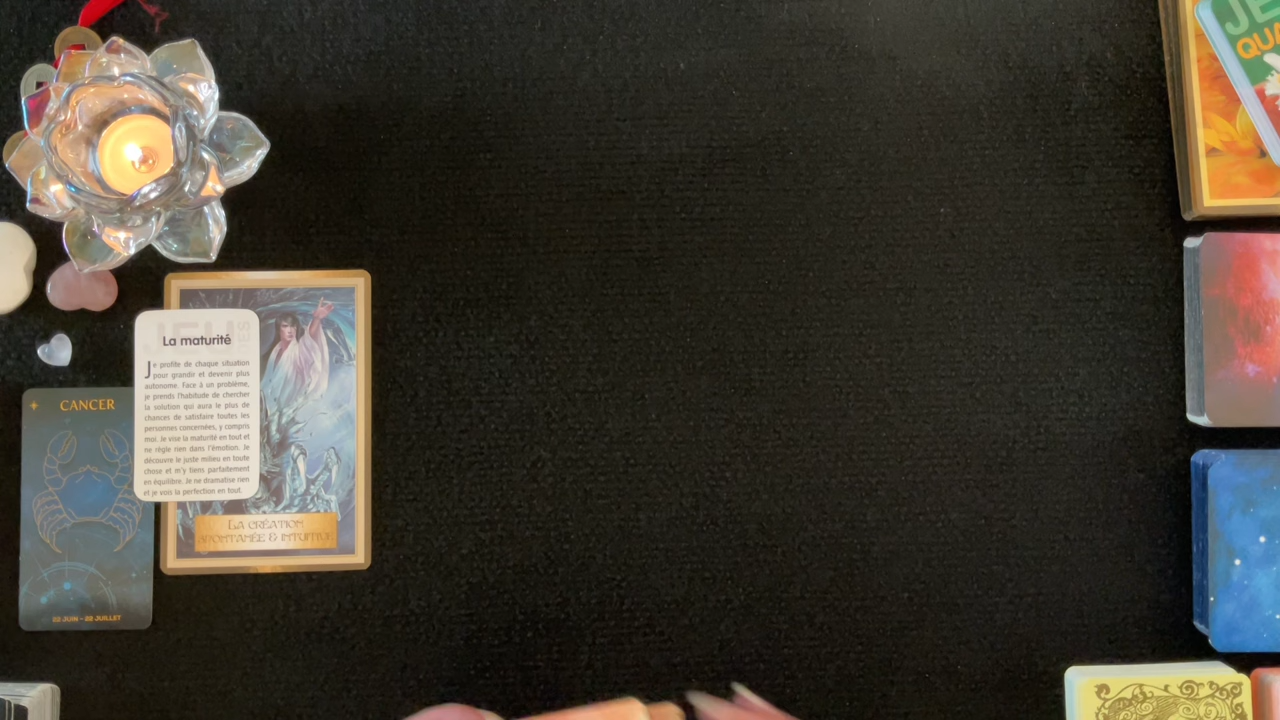 JEU
QUA
La maturité
Je profite de chaque situation
pour grandir et devenir plus
autonome. Face à un problème,
je prends l'habitude de chercher
la solution qui aura le plus de
chances de satisfaire toutes les
personnes concernées, y compris
moi. Je vise la maturité en tout et
ne règle rien dans l'émotion. Je
découvre le juste milieu en toute
chose et m'y tiens parfaitement
en équilibre. Je ne dramatise rien
et je vois la perfection en tout.
CANCER
22 JUIN - 22 JUILLET
La création
spontanée & intuitive